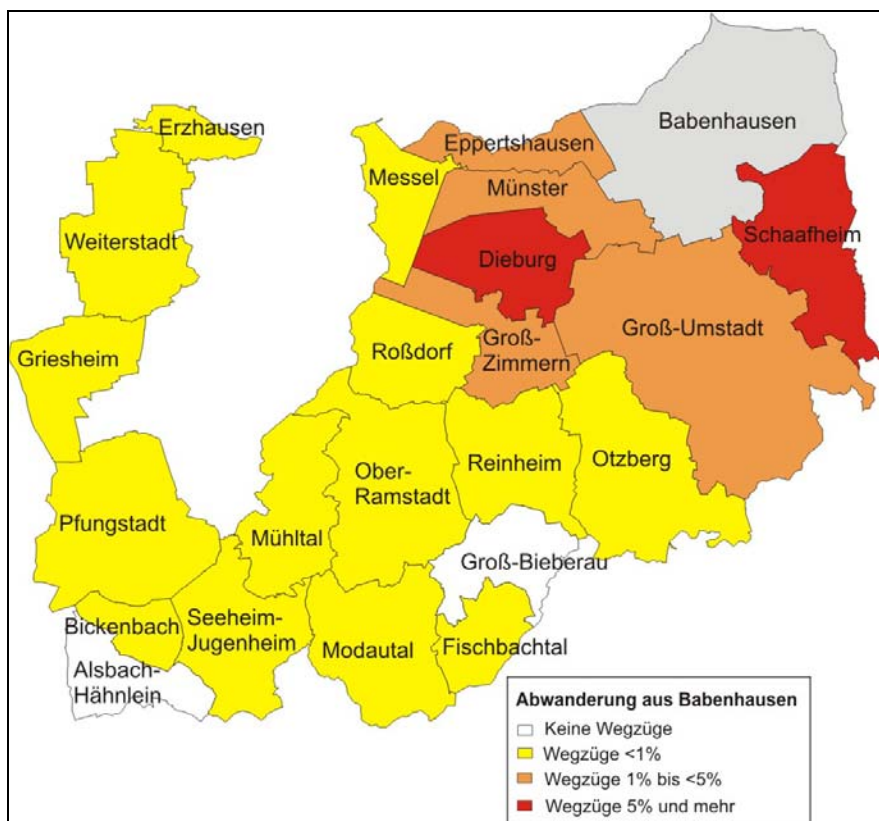 Babenhausen
Erzhausen
Eppertshausen
Messel
Münster
Weiterstadt
Schaafheim
Dieburg
Groß-Umstadt
Griesheim
Roßdorf
Groß-
Zimmern
Ober-
Ramstadt
Reinheim
Otzberg
Pfungstadt
Mühltal
Groß-Bieberau
Bickenbach
Seeheim-
Jugenheim
Modautal
Fischbachtal
Alsbach-
Hähnlein
Abwanderung aus Babenhausen
Keine Wegzüge
Wegzüge <1%
Wegzüge 1% bis <5%
Wegzüge 5% und mehr